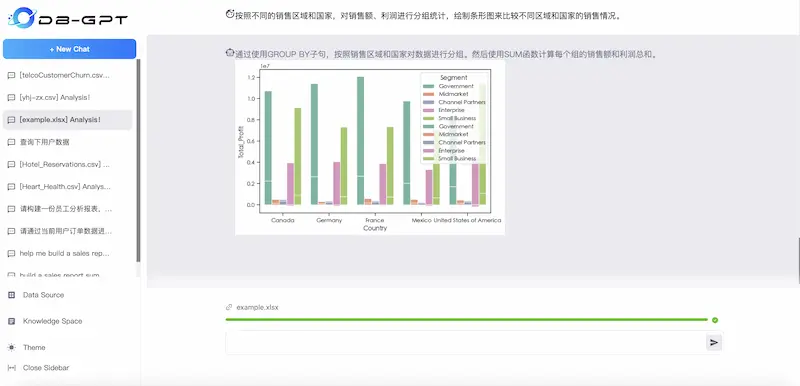 DB-GPT
+ New Chat
[telcoCustomerChurn.csv...
[yhj-zx.csv] Analysis!
[example.xlsx] Analysis!
查询下用户数据
[Hotel_Reservations.csv] ...
[Heart_Health.csv] Analys...
请构建一份员工分析报表,...
请通过当前用户订单数据进...
help me build a sales rep...
build a sales report sum
Data Source
Knowledge Space
Theme
Close Sidebar
按照不同的销售区域和国家，对销售额、利润进行分组统计，绘制条形图来比较不同区域和国家的销售情况。
通过使用GROUP BY子句，按照销售区域和国家对数据进行分组。然后使用SUM函数计算每个组的销售额和利润总和。
1e7
1.2
1.0
0.8
0.6
0.4
0.2
0.0
Total_Profit
Segment
Government
Midmarket
Channel Partners
Enterprise
Small Business
Government
Midmarket
Channel Partners
Enterprise
Small Business
Canada Germany France Mexico United States of America
Country
example.xlsx